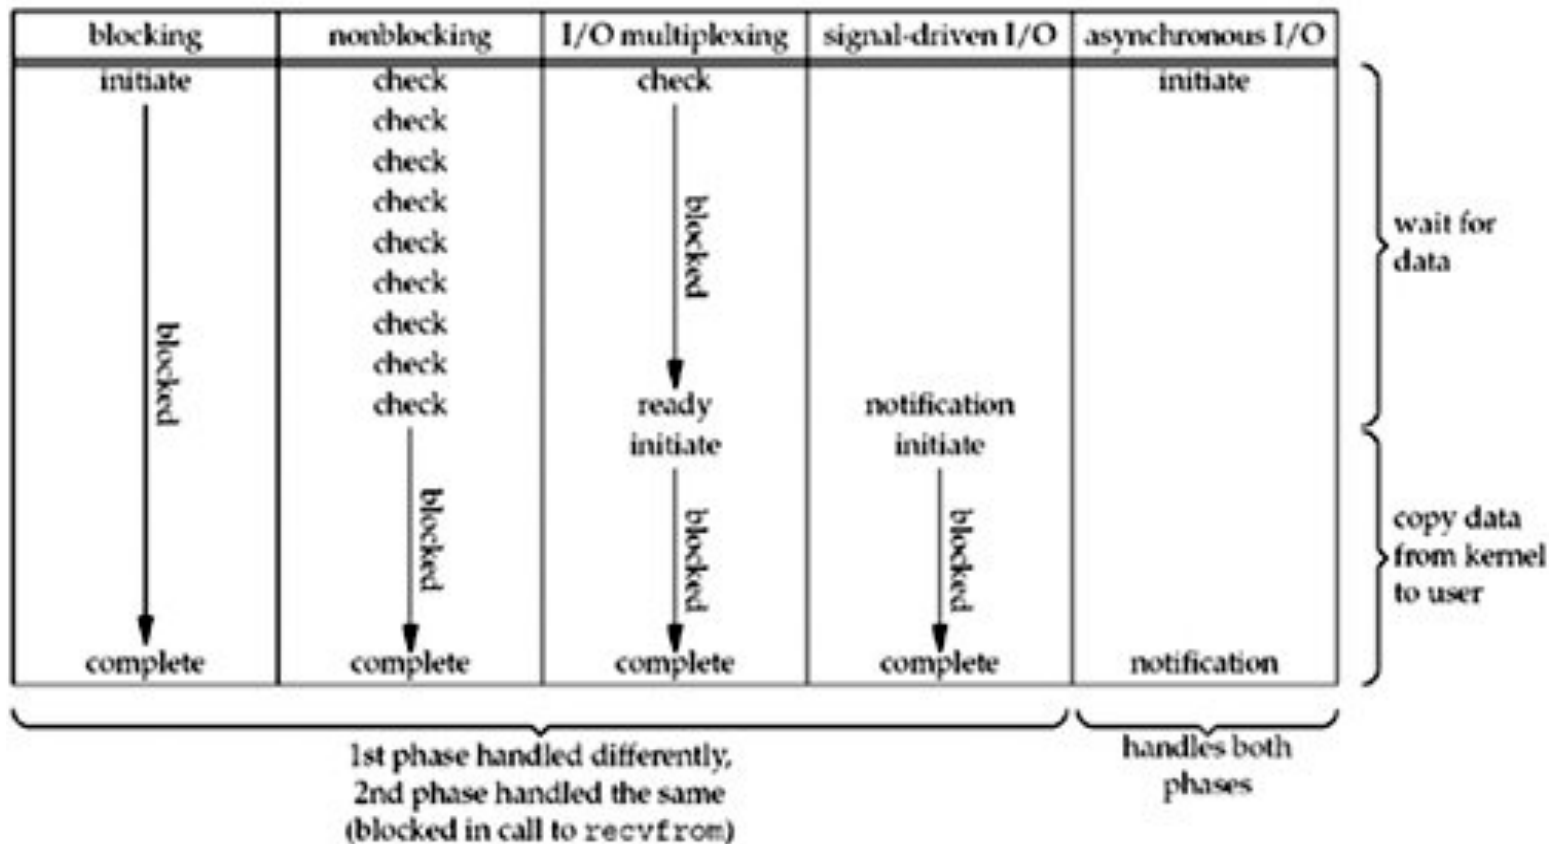 blocking nonblocking I/O multiplexing signal-driven I/O asynchronous I/O
initiate check check initiate
check
check
check
check
check
check
check
check ready notification
initiate initiate
blocked
blocked
blocked
blocked
blocked
complete complete complete complete notification
wait for
data
copy data
from kernel
to user
1st phase handled differently,
2nd phase handled the same
(blocked in call to recvfrom)
handles both
phases